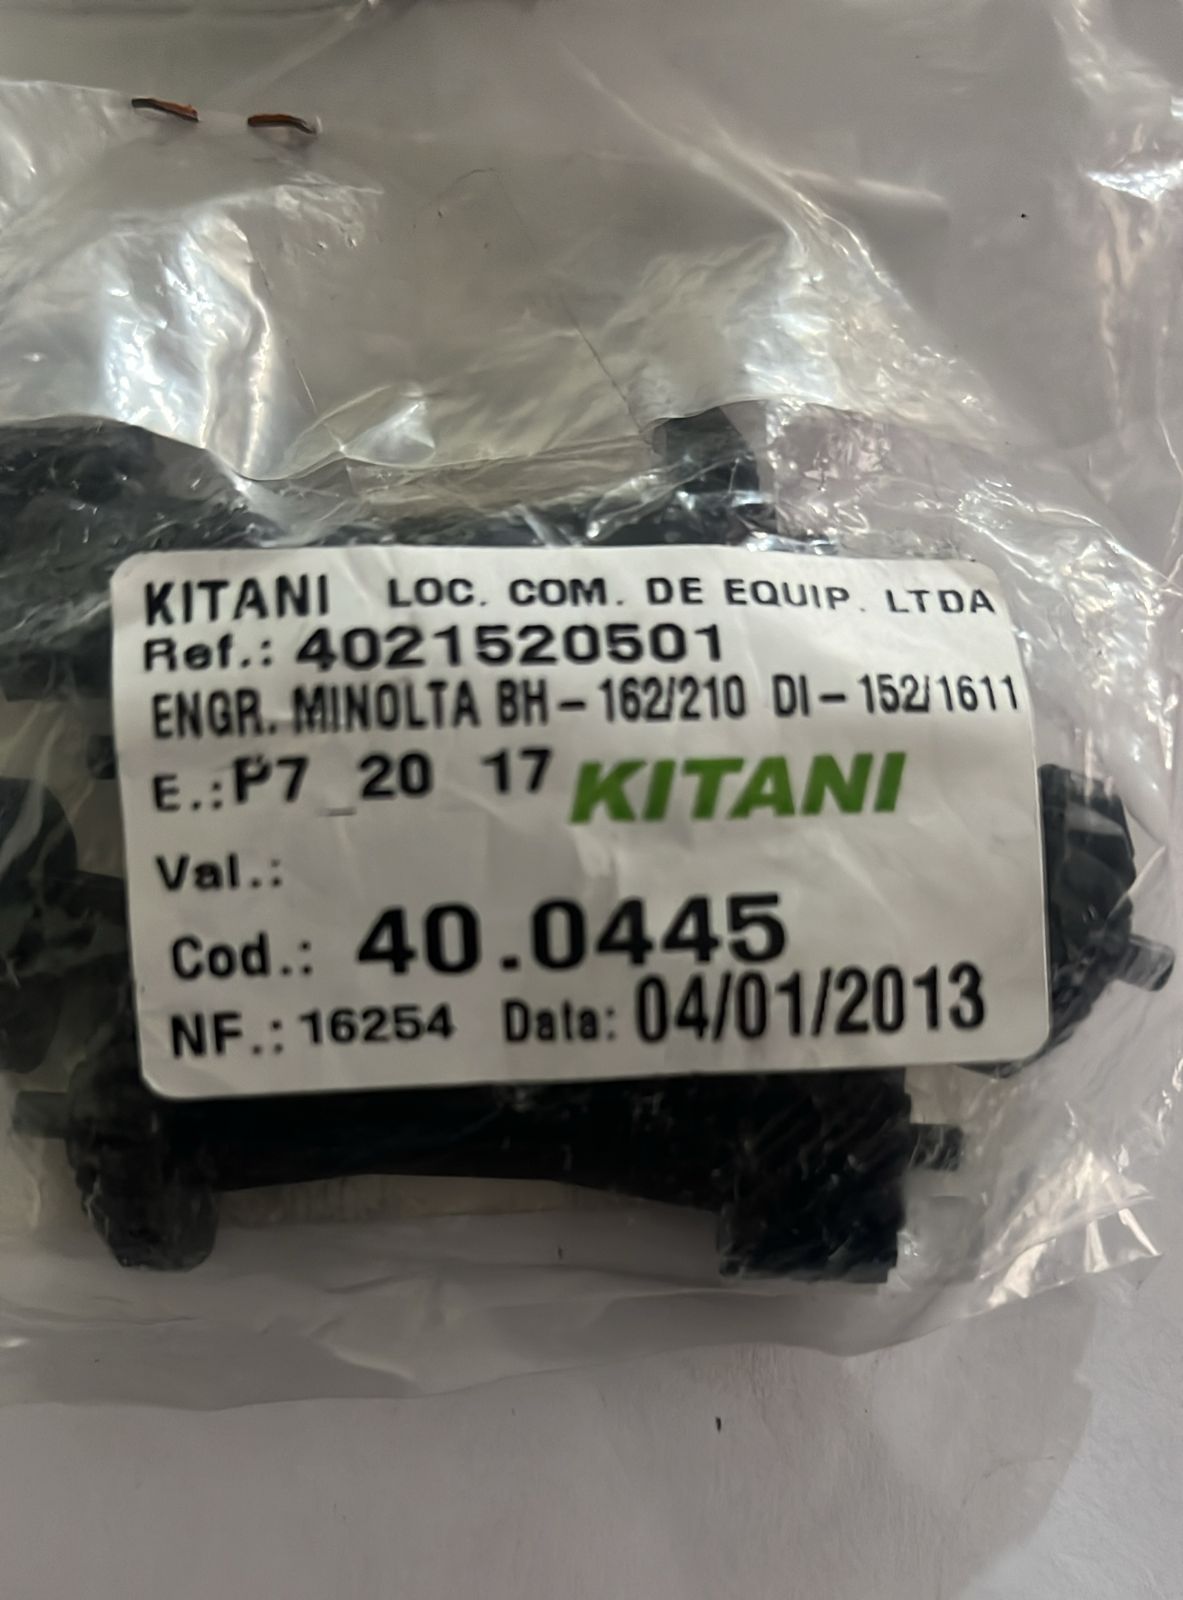 KITANI LOC. COM. DE EQUIP. LTDA
Ref.: 4021520501
ENGR. MINOLTA BH-162/210 DI-152/1611
E.: P7_20 17 KITANI
Val.:
Cod.: 40.0445
NF.: 16254 Data: 04/01/2013